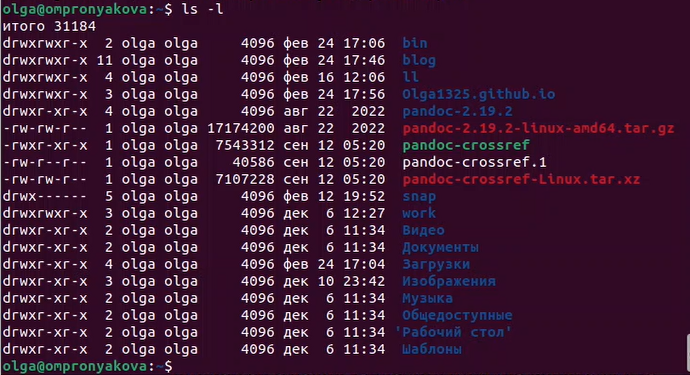 olga@ompronyakova:~$ ls -l
итого 31184
drwxrwxr-x  2 olga olga     4096 фев 24 17:06  bin
drwxrwxr-x 11 olga olga     4096 фев 24 17:46  blog
drwxrwxr-x  4 olga olga     4096 фев 16 12:06  ll
drwxrwxr-x  3 olga olga     4096 фев 24 17:56  Olga1325.github.io
drwxr-xr-x  4 olga olga     4096 авг 22  2022  pandoc-2.19.2
-rw-rw-r--  1 olga olga 17174200 авг 22  2022  pandoc-2.19.2-linux-amd64.tar.gz
-rwxr-xr-x  1 olga olga  7543312 сен 12 05:20  pandoc-crossref
-rw-r--r--  1 olga olga    40586 сен 12 05:20  pandoc-crossref.1
-rw-rw-r--  1 olga olga  7107228 сен 12 05:20  pandoc-crossref-Linux.tar.xz
drwx------  5 olga olga     4096 фев 12 19:52  snap
drwxrwxr-x  3 olga olga     4096 дек  6 12:27  work
drwxr-xr-x  2 olga olga     4096 дек  6 11:34  Видео
drwxr-xr-x  2 olga olga     4096 дек  6 11:34  Документы
drwxr-xr-x  4 olga olga     4096 фев 24 17:04  Загрузки
drwxr-xr-x  3 olga olga     4096 дек 10 23:42  Изображения
drwxr-xr-x  2 olga olga     4096 дек  6 11:34  Музыка
drwxr-xr-x  2 olga olga     4096 дек  6 11:34  Общедоступные
drwxr-xr-x  2 olga olga     4096 дек  6 11:34 'Рабочий стол'
drwxr-xr-x  2 olga olga     4096 дек  6 11:34  Шаблоны
olga@ompronyakova:~$